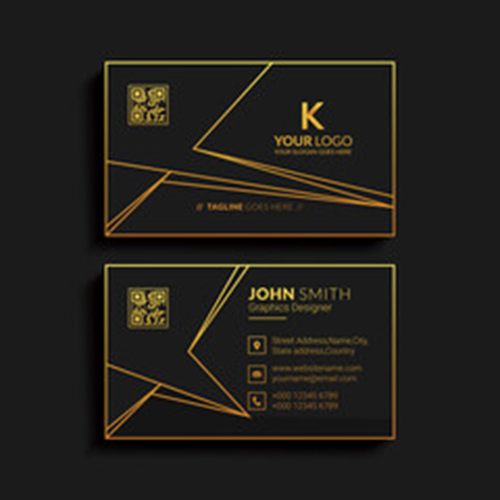 K
YOUR LOGO
YOUR SLOGAN GOES HERE
// TAGLINE GOES HERE //
JOHN SMITH
Graphics Designer
Street Address,Name,City,
State address,Country
www.websitename.com
yourname@email.com
+000 12345 6789
+000 12345 6789